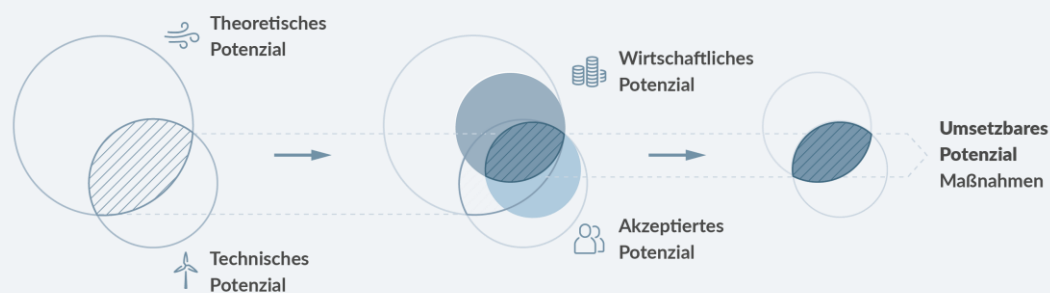 Theoretisches
Potenzial
Technisches
Potenzial
Wirtschaftliches
Potenzial
Akzeptiertes
Potenzial
Umsetzbares
Potenzial
Maßnahmen